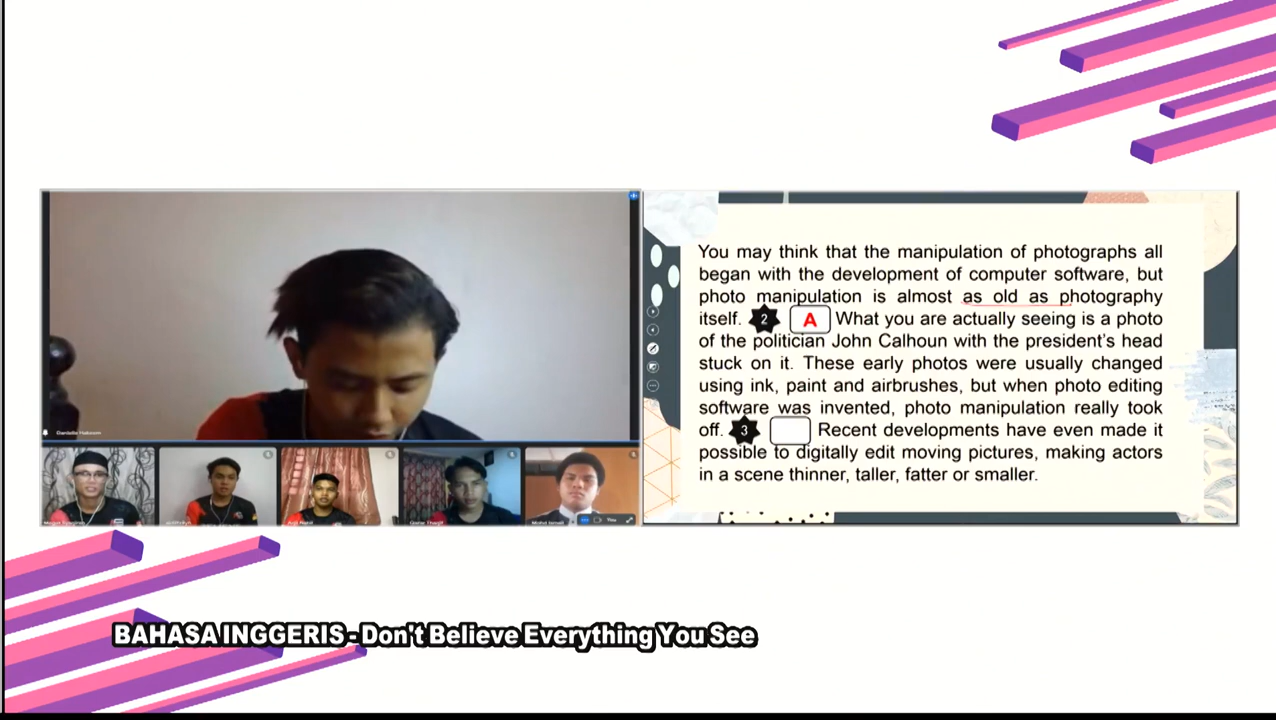 You may think that the manipulation of photographs all
began with the development of computer software, but
photo manipulation is almost as old as photography
itself. 2 A What you are actually seeing is a photo
of the politician John Calhoun with the president's head
stuck on it. These early photos were usually changed
using ink, paint and airbrushes, but when photo editing
software was invented, photo manipulation really took
off. 3 Recent developments have even made it
possible to digitally edit moving pictures, making actors
in a scene thinner, taller, fatter or smaller.
You
BAHASA INGGERIS - Don't Believe Everything You See